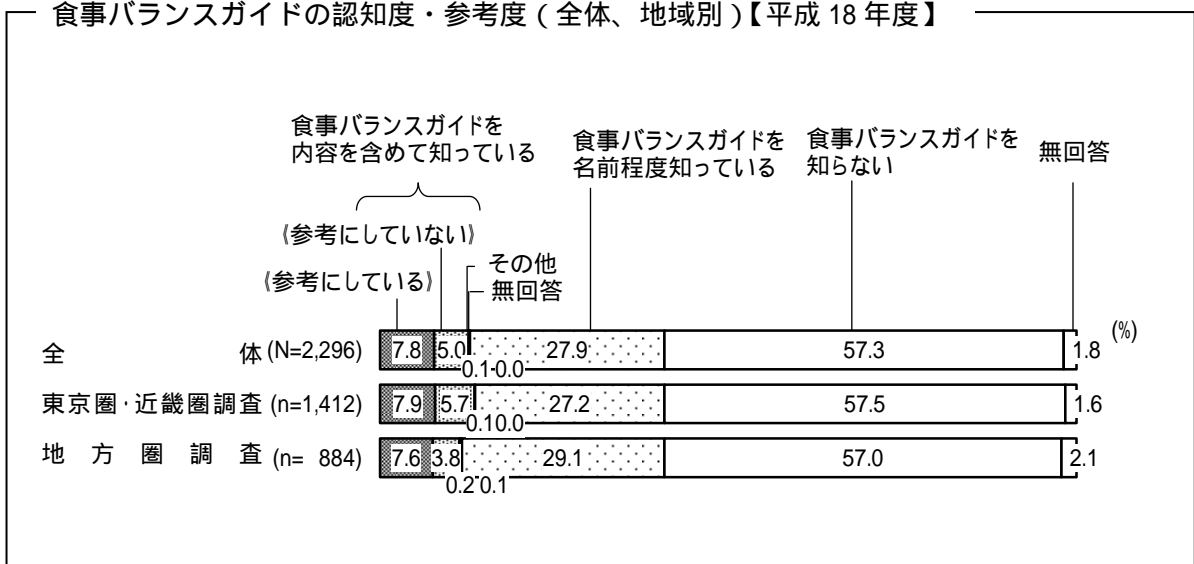 食事バランスガイドの認知度・参考度(全体、地域別)【平成18年度】
食事バランスガイドを
内容を含めて知っている
食事バランスガイドを
名前程度知っている
食事バランスガイドを
知らない
無回答
《参考にしていない》
《参考にしている》
その他
無回答
(%)
全体(N=2,296) 7.8 5.0 27.9 57.3 1.8
0.1 0.0
東京圏・近畿圏調査(n=1,412) 7.9 5.7 27.2 57.5 1.6
0.1 0.0
地方圏調査(n= 884) 7.6 3.8 29.1 57.0 2.1
0.2 0.1